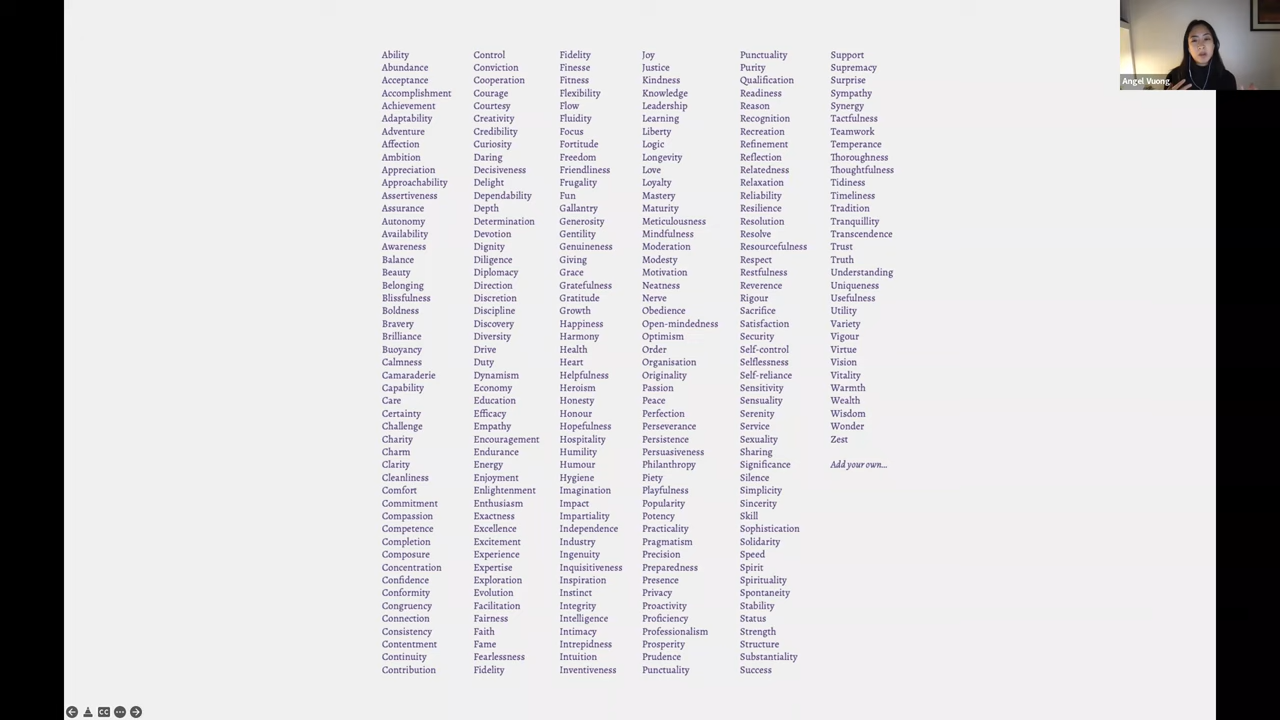 Ability
Abundance
Acceptance
Accomplishment
Achievement
Adaptability
Adventure
Affection
Ambition
Appreciation
Approachability
Assertiveness
Assurance
Autonomy
Availability
Awareness
Balance
Beauty
Belonging
Blissfulness
Boldness
Bravery
Brilliance
Buoyancy
Calmness
Camaraderie
Capability
Care
Certainty
Challenge
Charity
Charm
Clarity
Cleanliness
Comfort
Commitment
Compassion
Competence
Completion
Composure
Concentration
Confidence
Conformity
Congruency
Connection
Consistency
Contentment
Continuity
Contribution
Control
Conviction
Cooperation
Courage
Courtesy
Creativity
Credibility
Curiosity
Daring
Decisiveness
Delight
Dependability
Depth
Determination
Devotion
Dignity
Diligence
Diplomacy
Direction
Discretion
Discipline
Discovery
Diversity
Drive
Duty
Dynamism
Economy
Education
Efficacy
Empathy
Encouragement
Endurance
Energy
Enjoyment
Enlightenment
Enthusiasm
Exactness
Excellence
Excitement
Experience
Expertise
Exploration
Evolution
Facilitation
Fairness
Faith
Fame
Fearlessness
Fidelity
Fidelity
Finesse
Fitness
Flexibility
Flow
Fluidity
Focus
Fortitude
Freedom
Friendliness
Frugality
Fun
Gallantry
Generosity
Gentility
Genuineness
Giving
Grace
Gratefulness
Gratitude
Growth
Happiness
Harmony
Health
Heart
Helpfulness
Heroism
Honesty
Honour
Hopefulness
Hospitality
Humility
Humour
Hygiene
Imagination
Impact
Impartiality
Independence
Industry
Ingenuity
Inquisitiveness
Inspiration
Instinct
Integrity
Intelligence
Intimacy
Intrepidness
Intuition
Inventiveness
Joy
Justice
Kindness
Knowledge
Leadership
Learning
Liberty
Logic
Longevity
Love
Loyalty
Mastery
Maturity
Meticulousness
Mindfulness
Moderation
Modesty
Motivation
Neatness
Nerve
Obedience
Open-mindedness
Optimism
Order
Organisation
Originality
Passion
Peace
Perfection
Perseverance
Persistence
Persuasiveness
Philanthropy
Piety
Playfulness
Popularity
Potency
Practicality
Pragmatism
Precision
Preparedness
Presence
Privacy
Proactivity
Proficiency
Professionalism
Prosperity
Prudence
Punctuality
Punctuality
Purity
Qualification
Readiness
Reason
Recognition
Recreation
Refinement
Reflection
Relatedness
Relaxation
Reliability
Resilience
Resolution
Resolve
Resourcefulness
Respect
Restfulness
Reverence
Rigour
Sacrifice
Satisfaction
Security
Self-control
Selflessness
Self-reliance
Sensitivity
Sensuality
Serenity
Service
Sexuality
Sharing
Significance
Silence
Simplicity
Sincerity
Skill
Sophistication
Solidarity
Speed
Spirit
Spirituality
Spontaneity
Stability
Status
Strength
Structure
Substantiality
Success
Support
Supremacy
Surprise
Sympathy
Synergy
Tactfulness
Teamwork
Temperance
Thoroughness
Thoughtfulness
Tidiness
Timeliness
Tradition
Tranquillity
Transcendence
Trust
Truth
Understanding
Uniqueness
Usefulness
Utility
Variety
Vigour
Virtue
Vision
Vitality
Warmth
Wealth
Wisdom
Wonder
Zest
Add your own...
Angel Vuong
CC